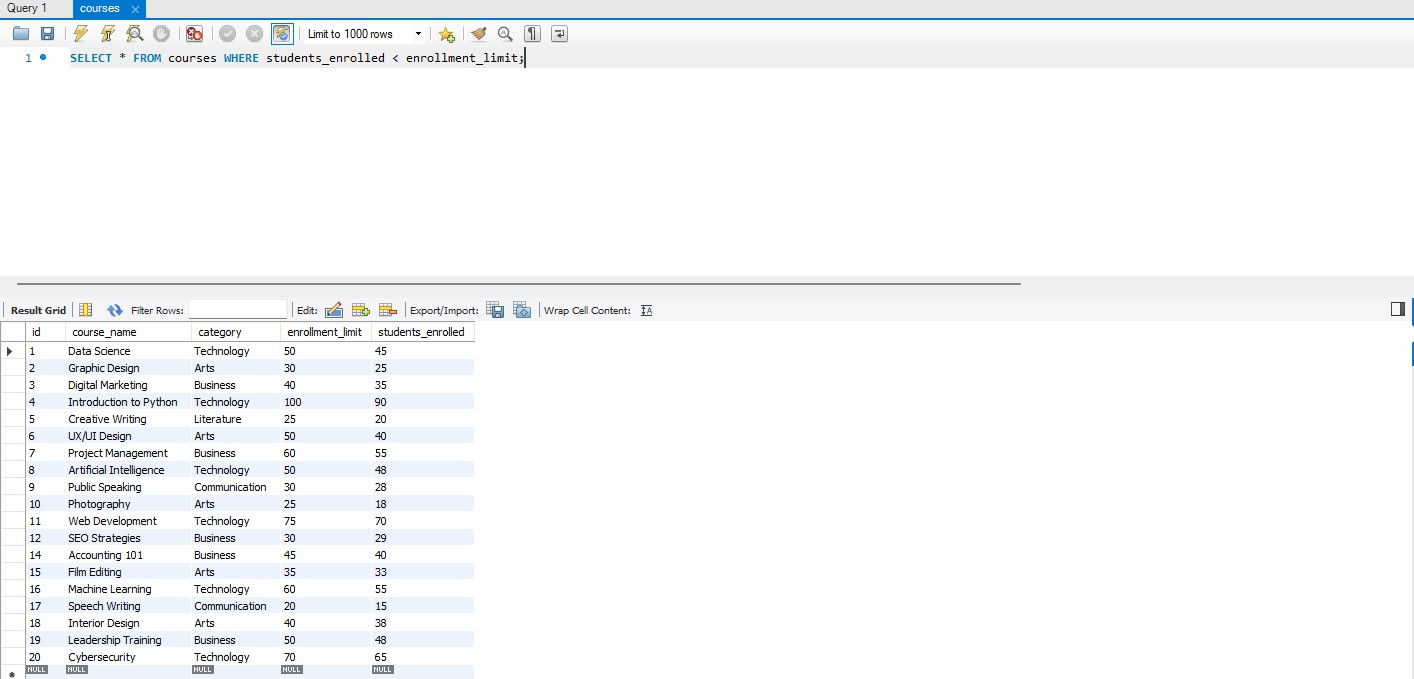 Query 1 courses
Limit to 1000 rows
1 SELECT * FROM courses WHERE students_enrolled < enrollment_limit;
Result Grid Filter Rows: Edit: Export/Import: Wrap Cell Content:
id course_name category enrollment_limit students_enrolled
1 Data Science Technology 50 45
2 Graphic Design Arts 30 25
3 Digital Marketing Business 40 35
4 Introduction to Python Technology 100 90
5 Creative Writing Literature 25 20
6 UX/UI Design Arts 50 40
7 Project Management Business 60 55
8 Artificial Intelligence Technology 50 48
9 Public Speaking Communication 30 28
10 Photography Arts 25 18
11 Web Development Technology 75 70
12 SEO Strategies Business 30 29
14 Accounting 101 Business 45 40
15 Film Editing Arts 35 33
16 Machine Learning Technology 60 55
17 Speech Writing Communication 20 15
18 Interior Design Arts 40 38
19 Leadership Training Business 50 48
20 Cybersecurity Technology 70 65
NULL NULL NULL NULL NULL